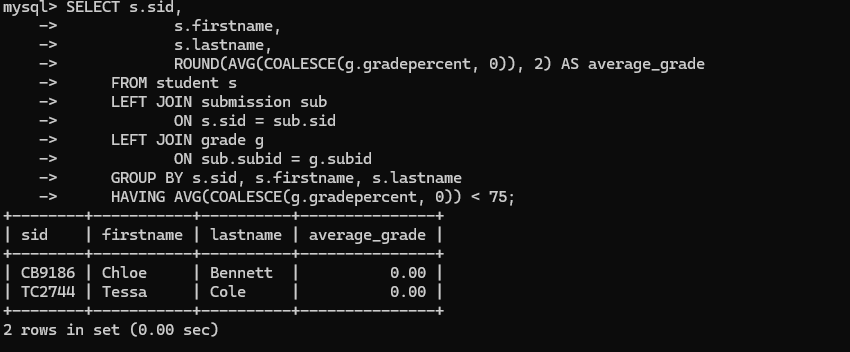 mysql> SELECT s.sid,
    ->             s.firstname,
    ->             s.lastname,
    ->             ROUND(AVG(COALESCE(g.gradepercent, 0)), 2) AS average_grade
    ->      FROM student s
    ->      LEFT JOIN submission sub
    ->             ON s.sid = sub.sid
    ->      LEFT JOIN grade g
    ->             ON sub.subid = g.subid
    ->      GROUP BY s.sid, s.firstname, s.lastname
    ->      HAVING AVG(COALESCE(g.gradepercent, 0)) < 75;
+--------+-----------+----------+---------------+
| sid    | firstname | lastname | average_grade |
+--------+-----------+----------+---------------+
| CB9186 | Chloe     | Bennett  |          0.00 |
| TC2744 | Tessa     | Cole     |          0.00 |
+--------+-----------+----------+---------------+
2 rows in set (0.00 sec)